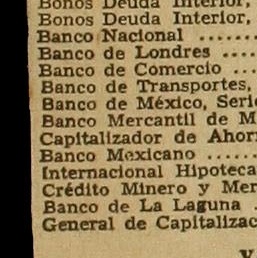 Bonos Deuda Interior,
Bonos Deuda Interior,
Banco Nacional .......
Banco de Londres ....
Banco de Comercio ...
Banco de Transportes,
Banco de México, Serie
Banco Mercantil de M
Capitalizador de Ahorr
Banco Mexicano ......
Internacional Hipoteca
Crédito Minero y Mer
Banco de La Laguna .
General de Capitalizac
V